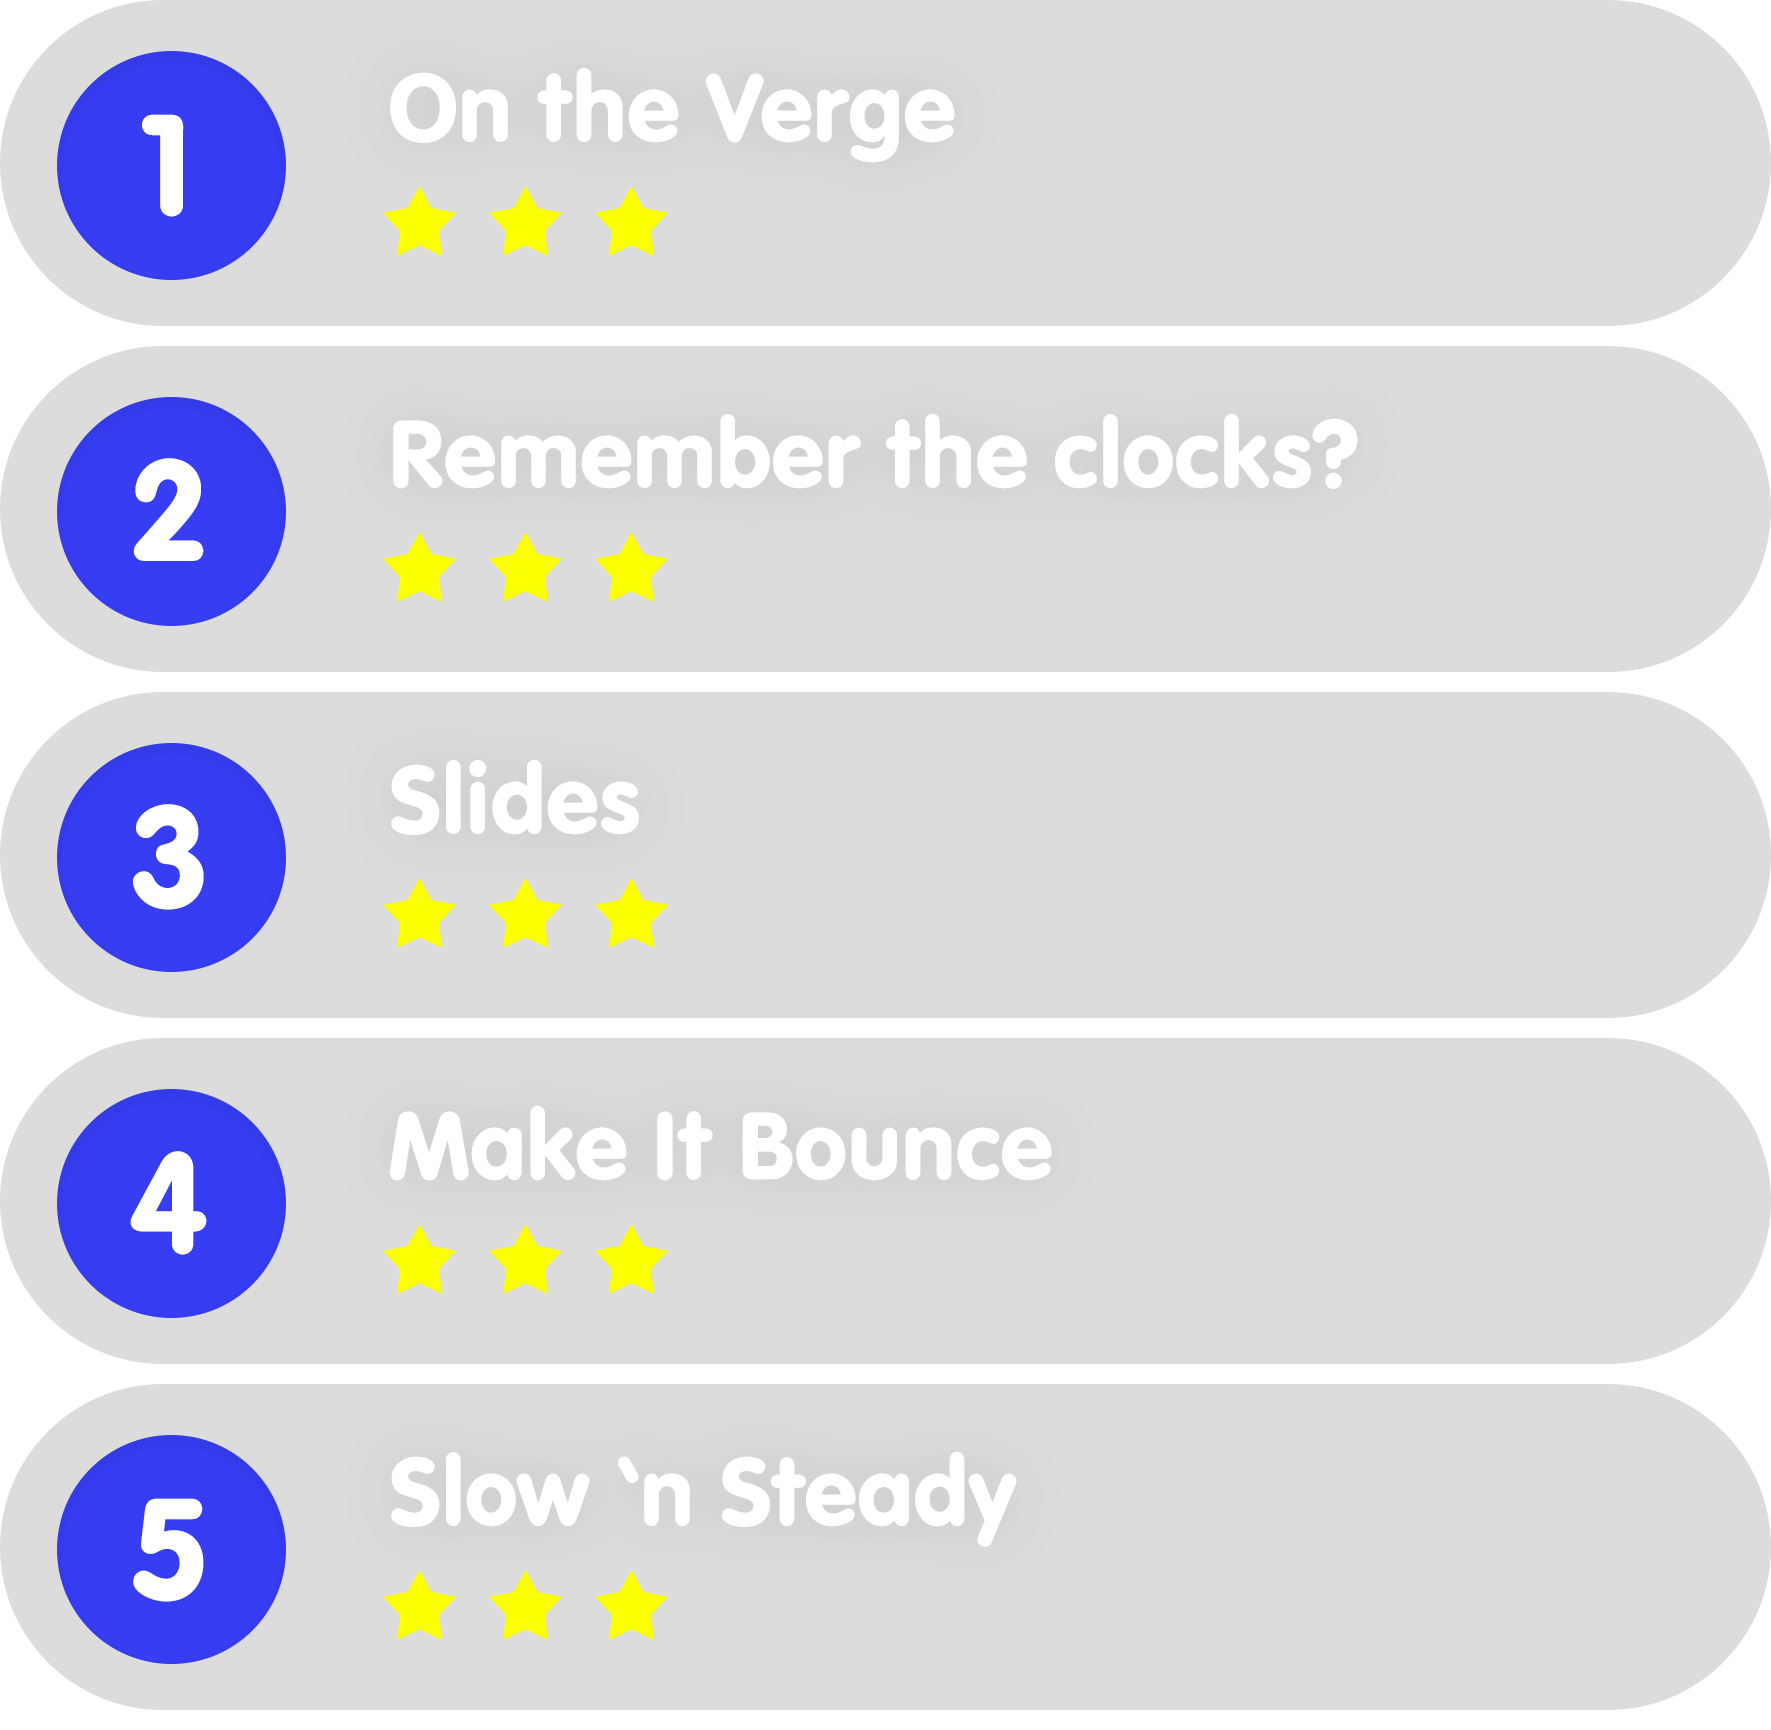 1
On the Verge
2
Remember the clocks?
3
Slides
4
Make It Bounce
5
Slow `n Steady